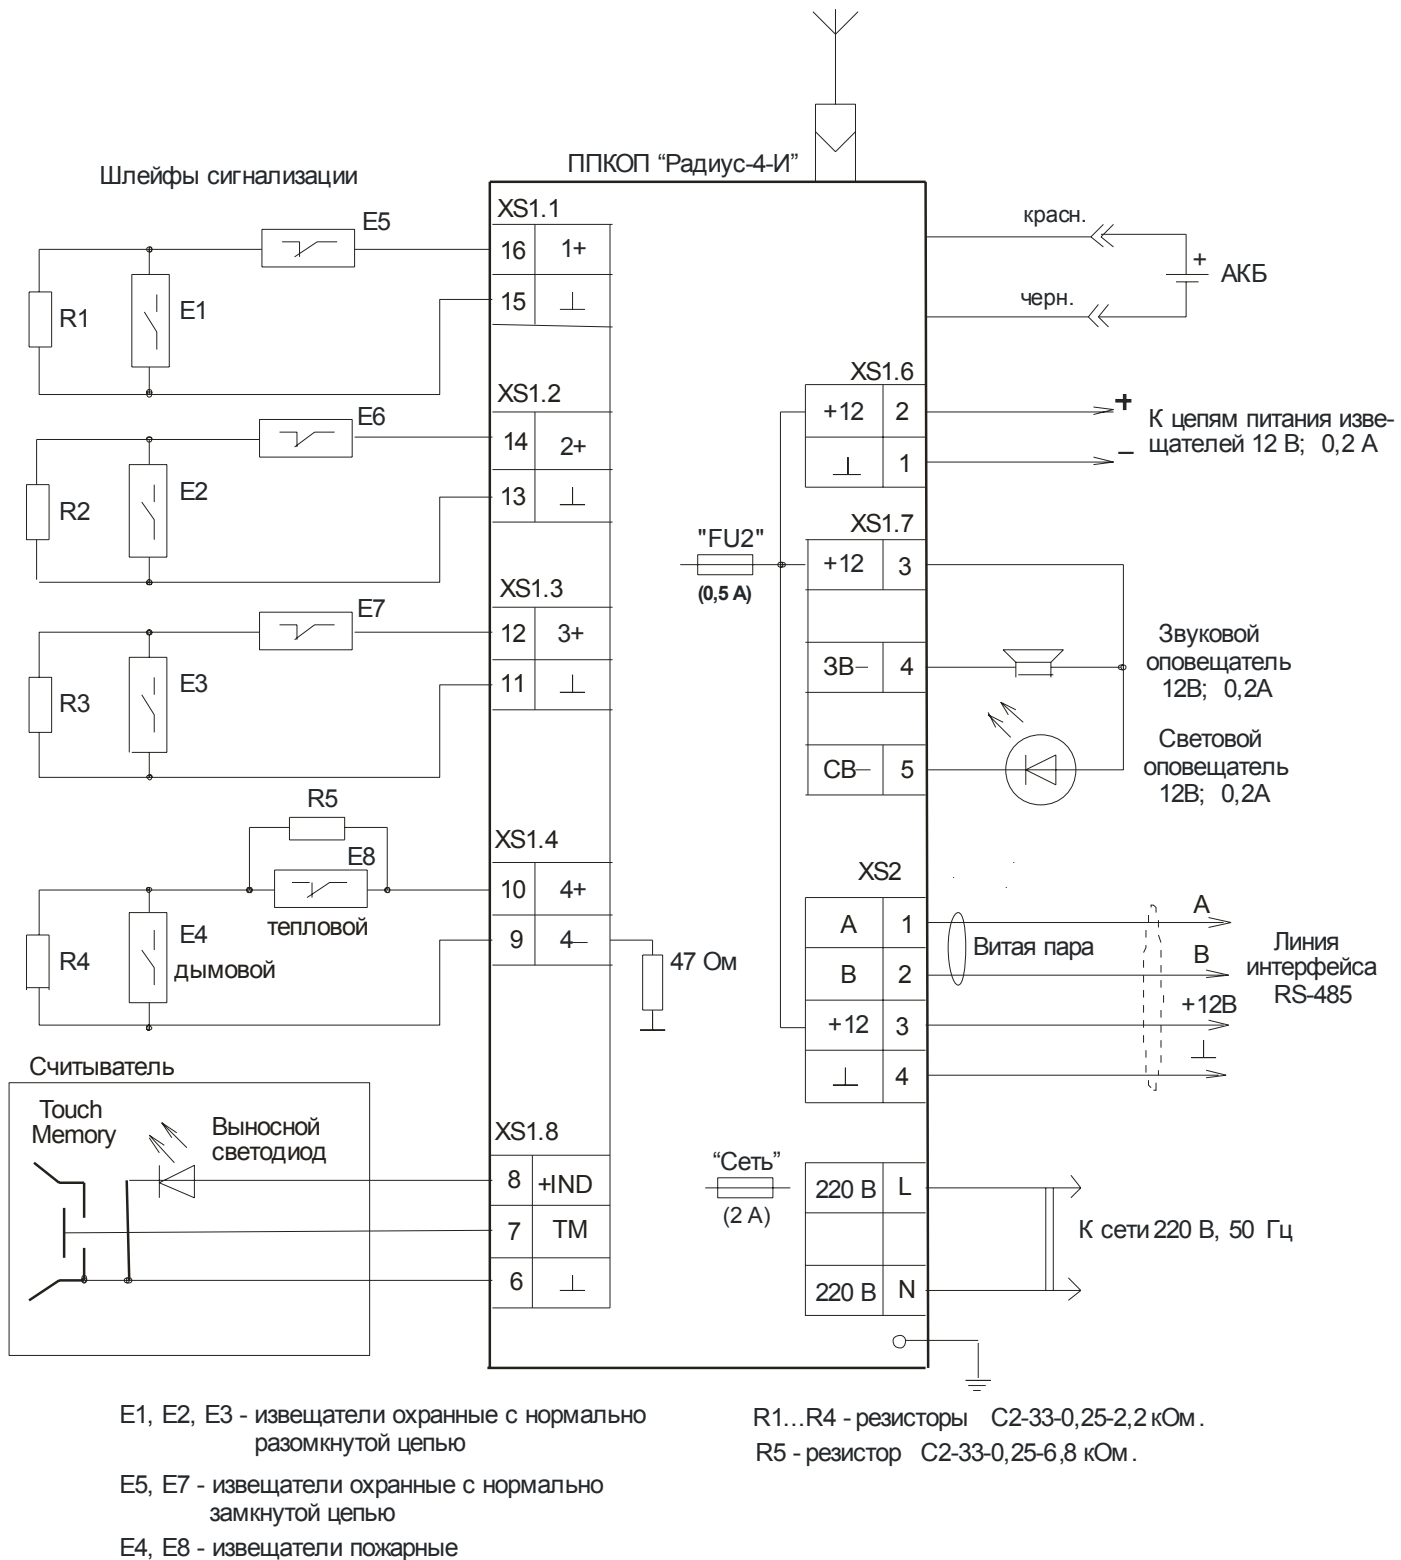 ППКОП “Радиус-4-И”
Шлейфы сигнализации
XS1.1
16 1+
15 ⊥
E5
R1
E1
XS1.2
14 2+
13 ⊥
E6
R2
E2
XS1.3
12 3+
11 ⊥
E7
R3
E3
XS1.4
10 4+
9 4–
R5
E8
тепловой
R4
E4
дымовой
47 Ом
Считыватель
Touch
Memory
Выносной
светодиод
XS1.8
8 +IND
7 TM
6 ⊥
красн.
черн.
+
АКБ
XS1.6
+12 2
⊥ 1
+
–
К цепям питания изве-
щателей 12 В; 0,2 А
"FU2"
(0,5 А)
XS1.7
+12 3
ЗВ– 4
СВ– 5
Звуковой
оповещатель
12В; 0,2А
Световой
оповещатель
12В; 0,2А
XS2
A 1
B 2
+12 3
⊥ 4
Витая пара
A
B
+12В
⊥
Линия
интерфейса
RS-485
“Сеть”
(2 А)
220 В L
220 В N
К сети 220 В, 50 Гц
E1, E2, E3 - извещатели охранные с нормально
разомкнутой цепью
E5, E7 - извещатели охранные с нормально
замкнутой цепью
E4, E8 - извещатели пожарные
R1...R4 - резисторы С2-33-0,25-2,2 кОм.
R5 - резистор С2-33-0,25-6,8 кОм.